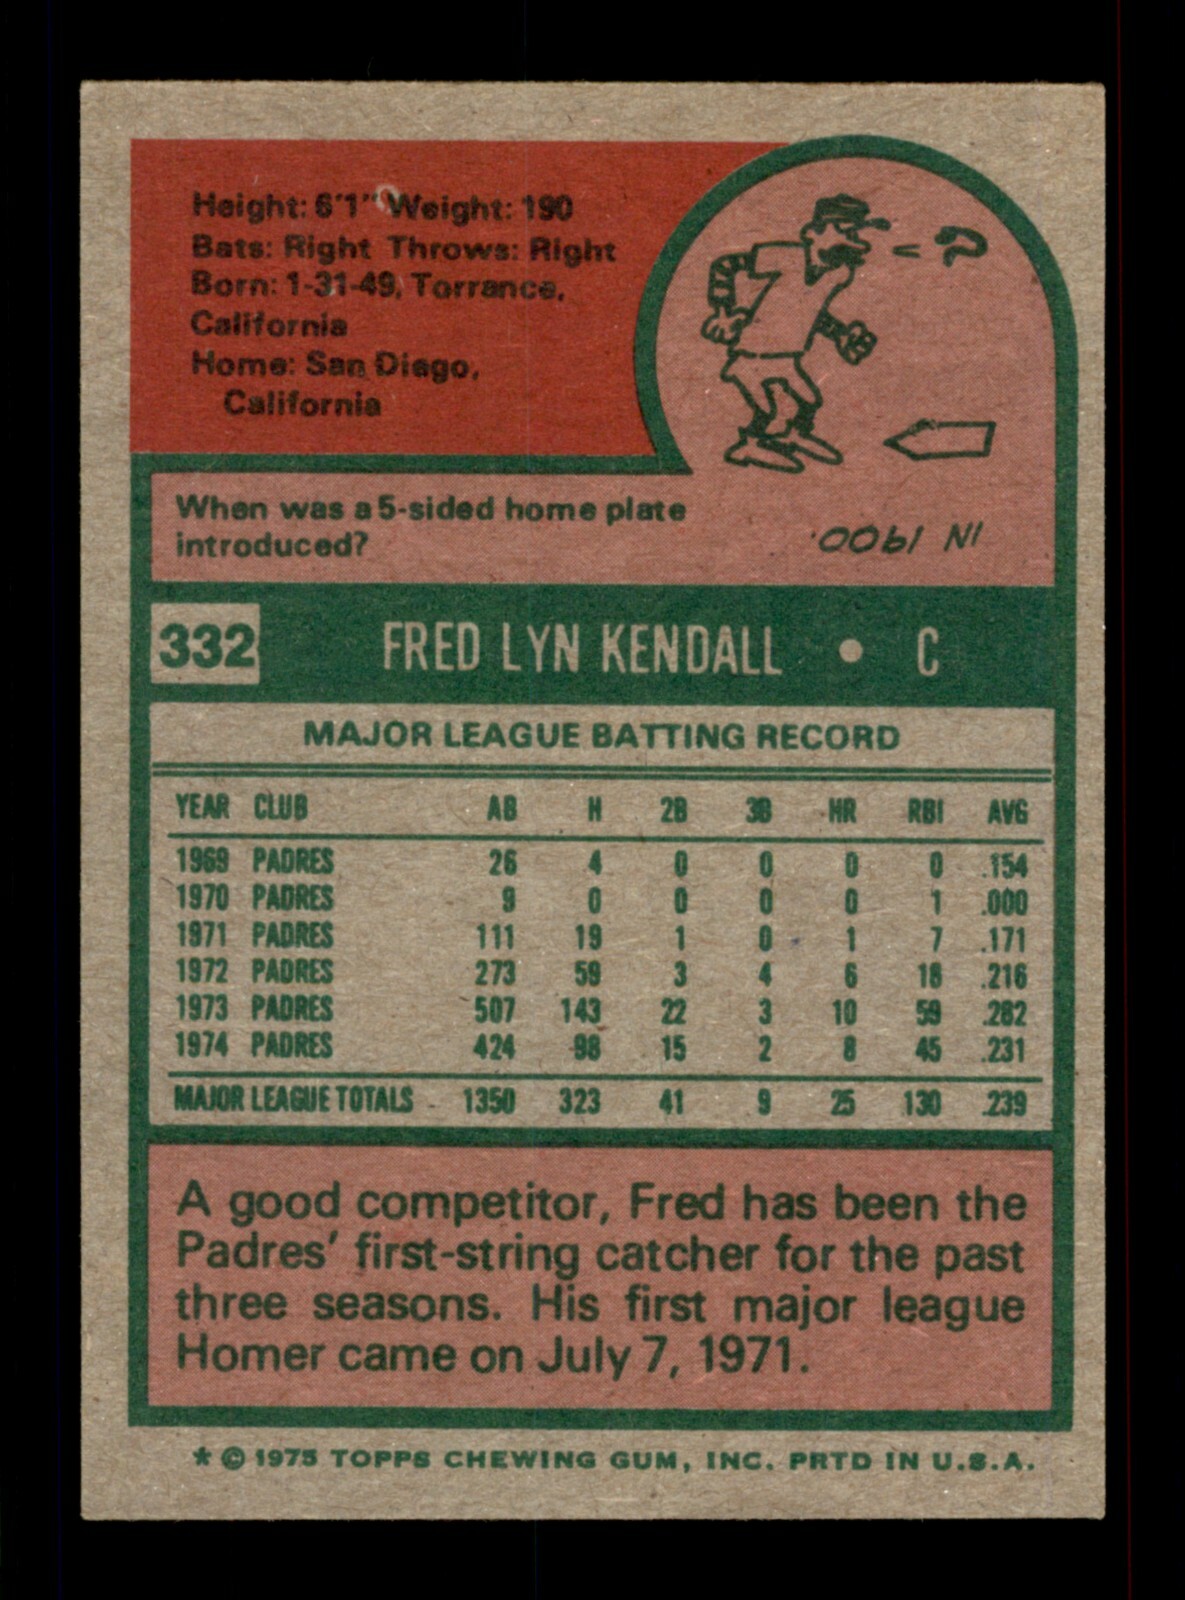 Height: 6'1" Weight: 190
Bats: Right Throws: Right
Born: 1-31-49, Torrance,
California
Home: San Diego,
California
When was a 5-sided home plate
introduced?
IN 1900.
332 FRED LYN KENDALL • C
MAJOR LEAGUE BATTING RECORD
YEAR CLUB AB H 2B 3B HR RBI AVG
1969 PADRES 26 4 0 0 0 0 .154
1970 PADRES 9 0 0 0 0 1 .000
1971 PADRES 111 19 1 0 1 7 .171
1972 PADRES 273 59 3 4 6 18 .216
1973 PADRES 507 143 22 3 10 59 .282
1974 PADRES 424 98 15 2 8 45 .231
MAJOR LEAGUE TOTALS 1350 323 41 9 25 130 .239
A good competitor, Fred has been the
Padres' first-string catcher for the past
three seasons. His first major league
Homer came on July 7, 1971.
* © 1975 TOPPS CHEWING GUM, INC. PRTD IN U.S.A.